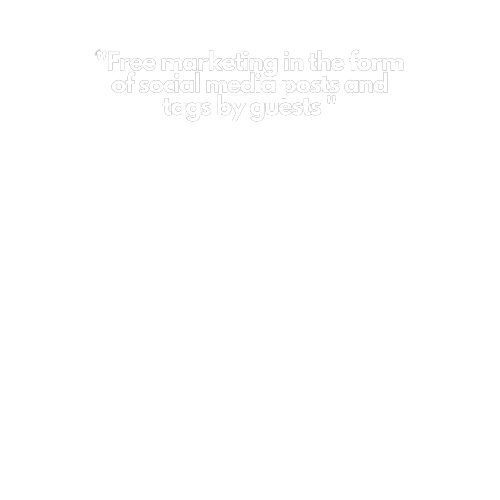 "Free marketing in the form
of social media posts and
tags by guests "